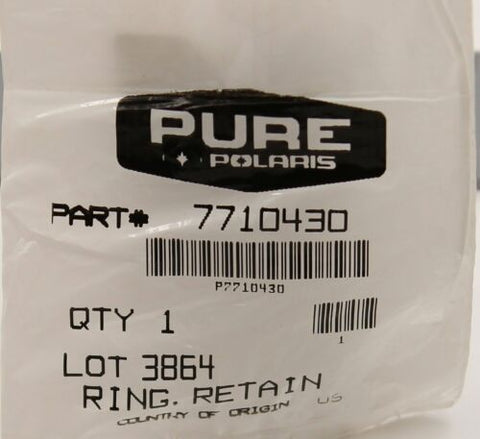 PURE
POLARIS
PART# 7710430
P7710430
QTY 1
1
LOT 3864
RING. RETAIN
COUNTRY OF ORIGIN US